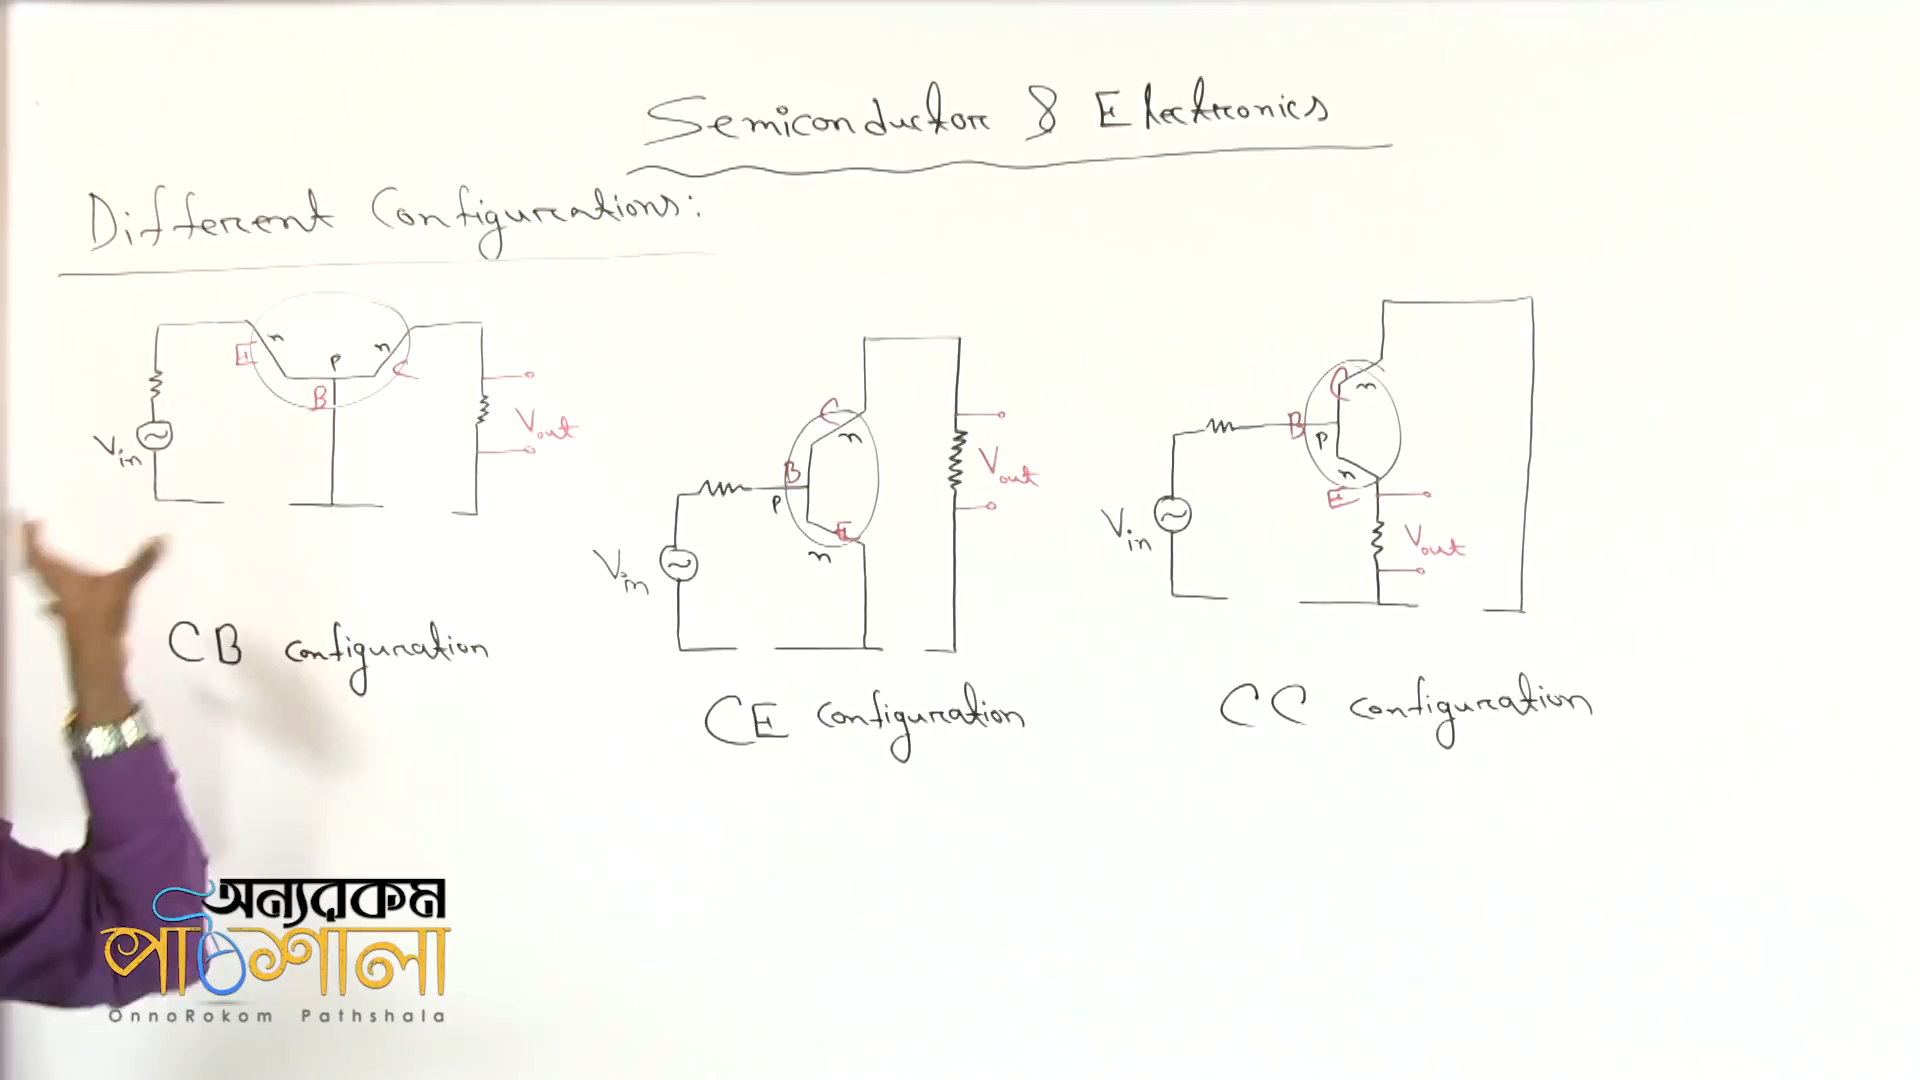 Semiconductor & Electronics
Different Configurations:
E n p n C
B
Vin
Vout
CB configuration
C
n
B
p
E
n
Vin
Vout
CE configuration
C
n
B
p
n
E
Vin
Vout
CC configuration
অন্যরকম
পাঠশালা
OnnoRokom Pathshala